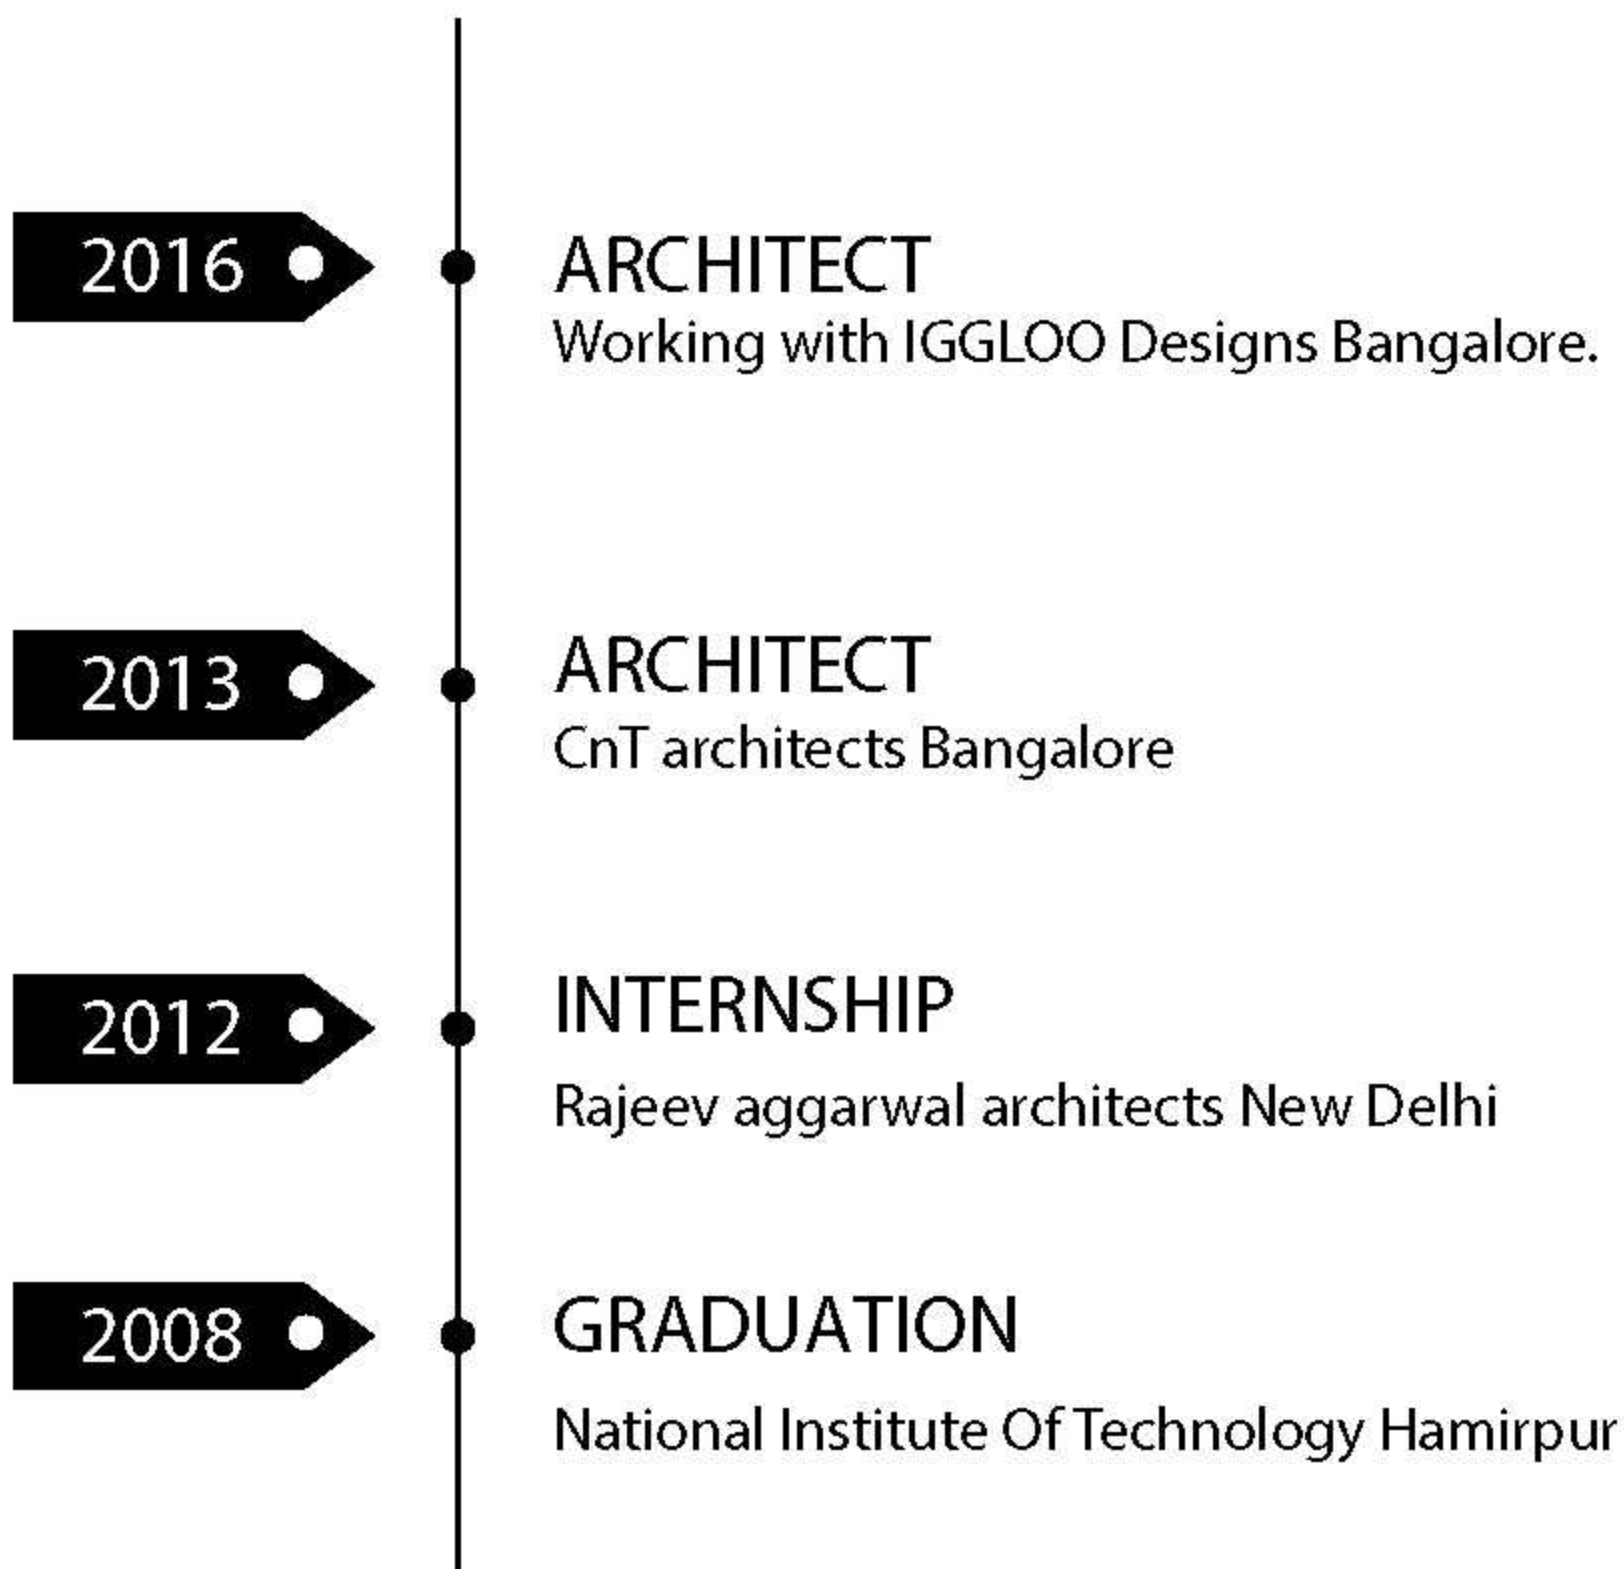 2016
ARCHITECT
Working with IGGLOO Designs Bangalore.
2013
ARCHITECT
CnT architects Bangalore
2012
INTERNSHIP
Rajeev aggarwal architects New Delhi
2008
GRADUATION
National Institute Of Technology Hamirpur